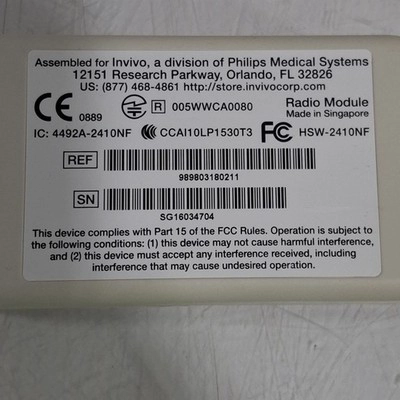 Assembled for Invivo, a division of Philips Medical Systems
12151 Research Parkway, Orlando, FL 32826
US: (877) 468-4861 http://store.invivocorp.com
CE 0889 R 005WWCA0080 Radio Module
Made in Singapore
IC: 4492A-2410NF CCAI10LP1530T3 FC HSW-2410NF
REF
989803180211
SN
SG16034704
This device complies with Part 15 of the FCC Rules. Operation is subject to
the following conditions: (1) this device may not cause harmful interference,
and (2) this device must accept any interference received, including
interference that may cause undesired operation.